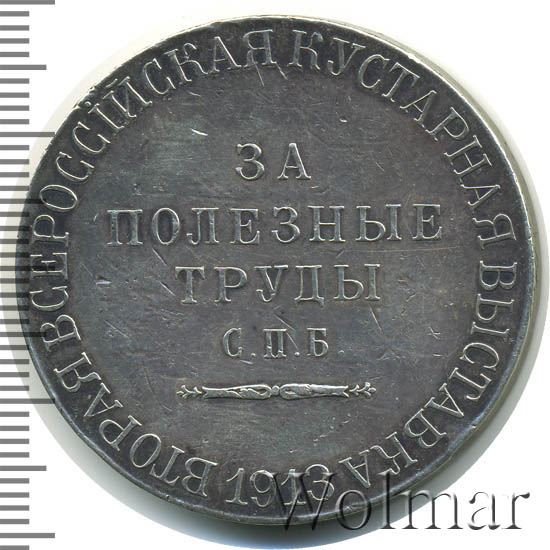 ВТОРАЯ ВСЕРОССІЙСКАЯ КУСТАРНАЯ ВЫСТАВКА
ЗА
ПОЛЕЗНЫЕ
ТРУДЫ
С.П.Б.
1913
Wolmar